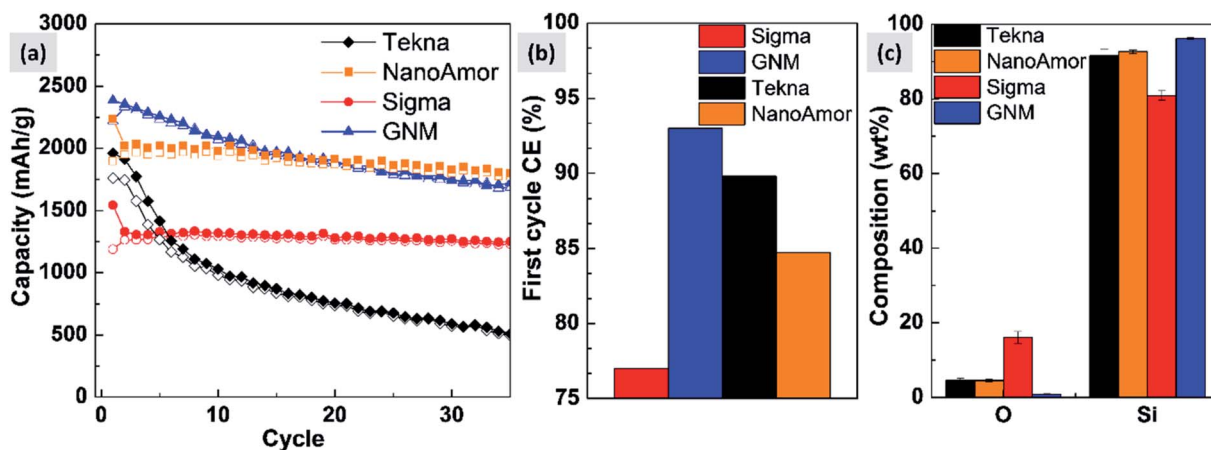 (a)
Capacity (mAh/g)
3000
2500
2000
1500
1000
500
0
Tekna
NanoAmor
Sigma
GNM
0 10 20 30
Cycle
(b)
First cycle CE (%)
100
95
90
85
80
75
Sigma
GNM
Tekna
NanoAmor
(c)
Composition (wt%)
100
80
60
40
20
0
Tekna
NanoAmor
Sigma
GNM
O Si